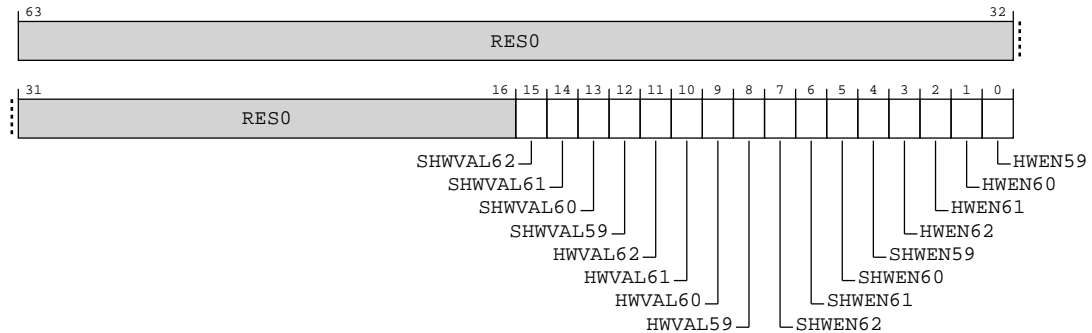 63 32
RES0
31 16 15 14 13 12 11 10 9 8 7 6 5 4 3 2 1 0
RES0
SHWVAL62 HWEN59
SHWVAL61 HWEN60
SHWVAL60 HWEN61
SHWVAL59 HWEN62
HWVAL62 SHWEN59
HWVAL61 SHWEN60
HWVAL60 SHWEN61
HWVAL59 SHWEN62